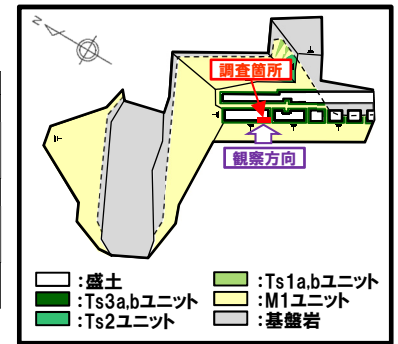 N
調査箇所
観察方向
：盛土
：Ts3a,bユニット
：Ts2ユニット
：Ts1a,bユニット
：M1ユニット
：基盤岩